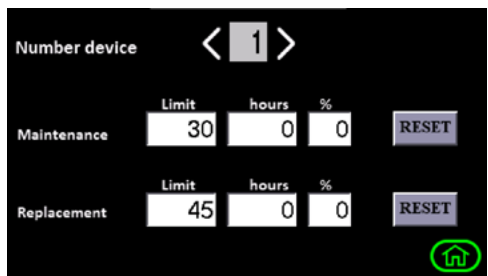 Number device < 1 >
Limit hours %
Maintenance 30 0 0 RESET
Limit hours %
Replacement 45 0 0 RESET